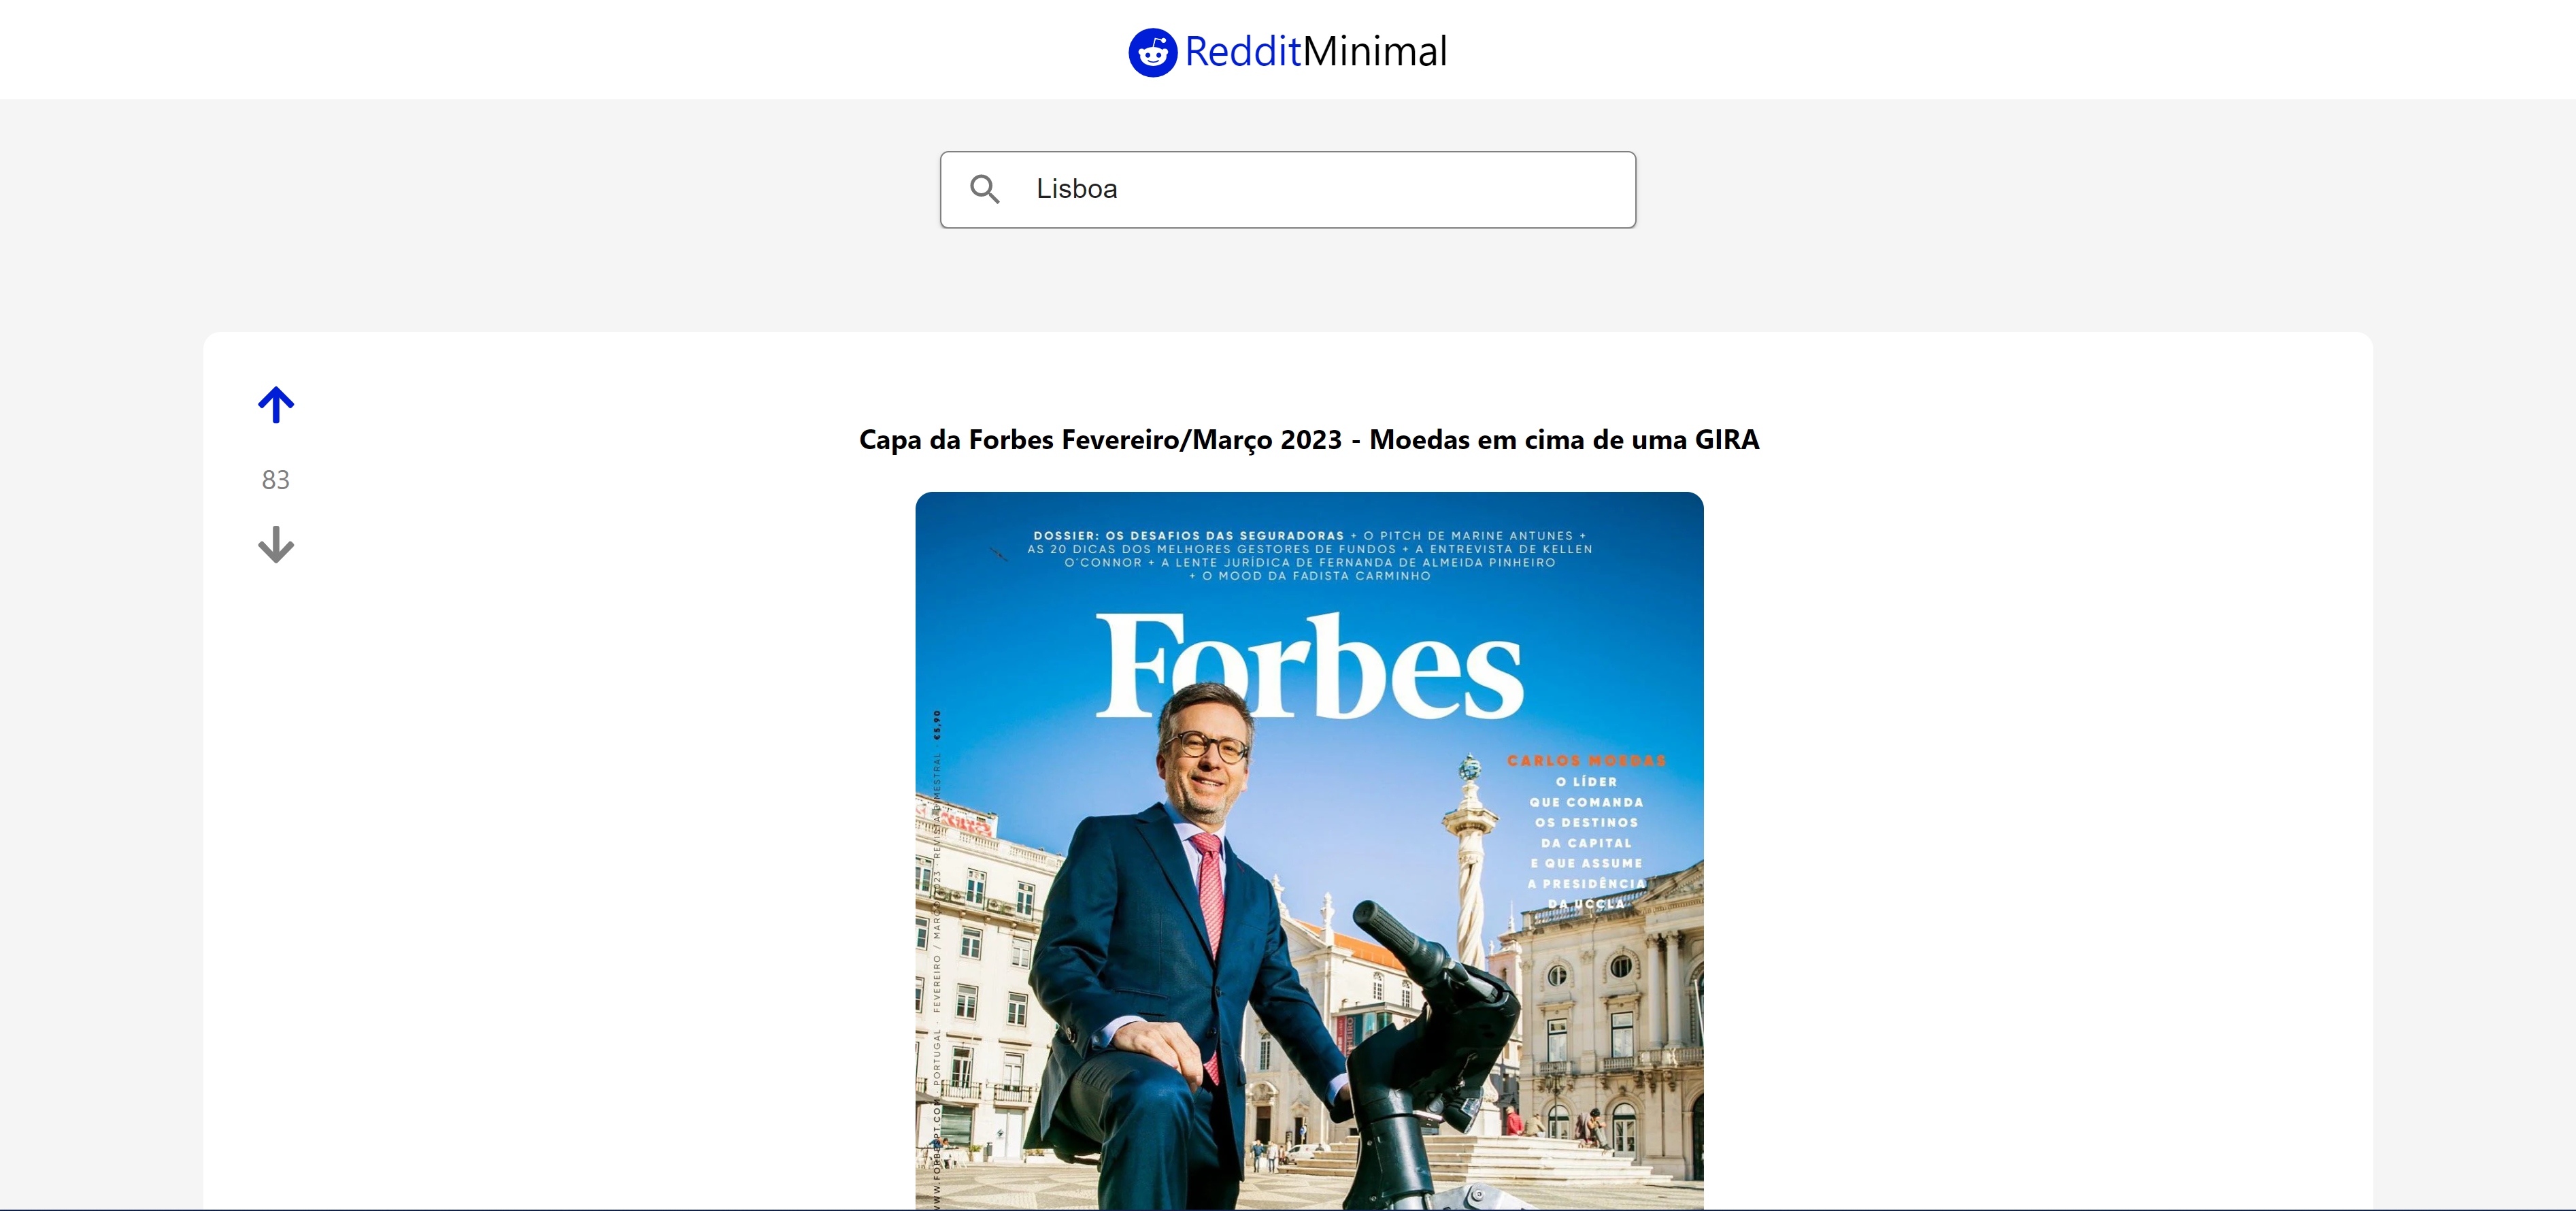 RedditMinimal
Lisboa
Capa da Forbes Fevereiro/Março 2023 - Moedas em cima de uma GIRA
83
DOSSIER: OS DESAFIOS DAS SEGURADORAS + O PITCH DE MARINE ANTUNES +
AS 20 DICAS DOS MELHORES GESTORES DE FUNDOS + A ENTREVISTA DE KELLEN
O'CONNOR + A LENTE JURÍDICA DE FERNANDA DE ALMEIDA PINHEIRO
+ O MOOD DA FADISTA CARMINHO
Forbes
CARLOS MOEDAS
O LÍDER
QUE COMANDA
OS DESTINOS
DA CAPITAL
E QUE ASSUME
A PRESIDÊNCIA
DA UCCLA
PORTUGAL · FEVEREIRO / MARÇO 2023 · REVISTA BIMESTRAL · €5,90